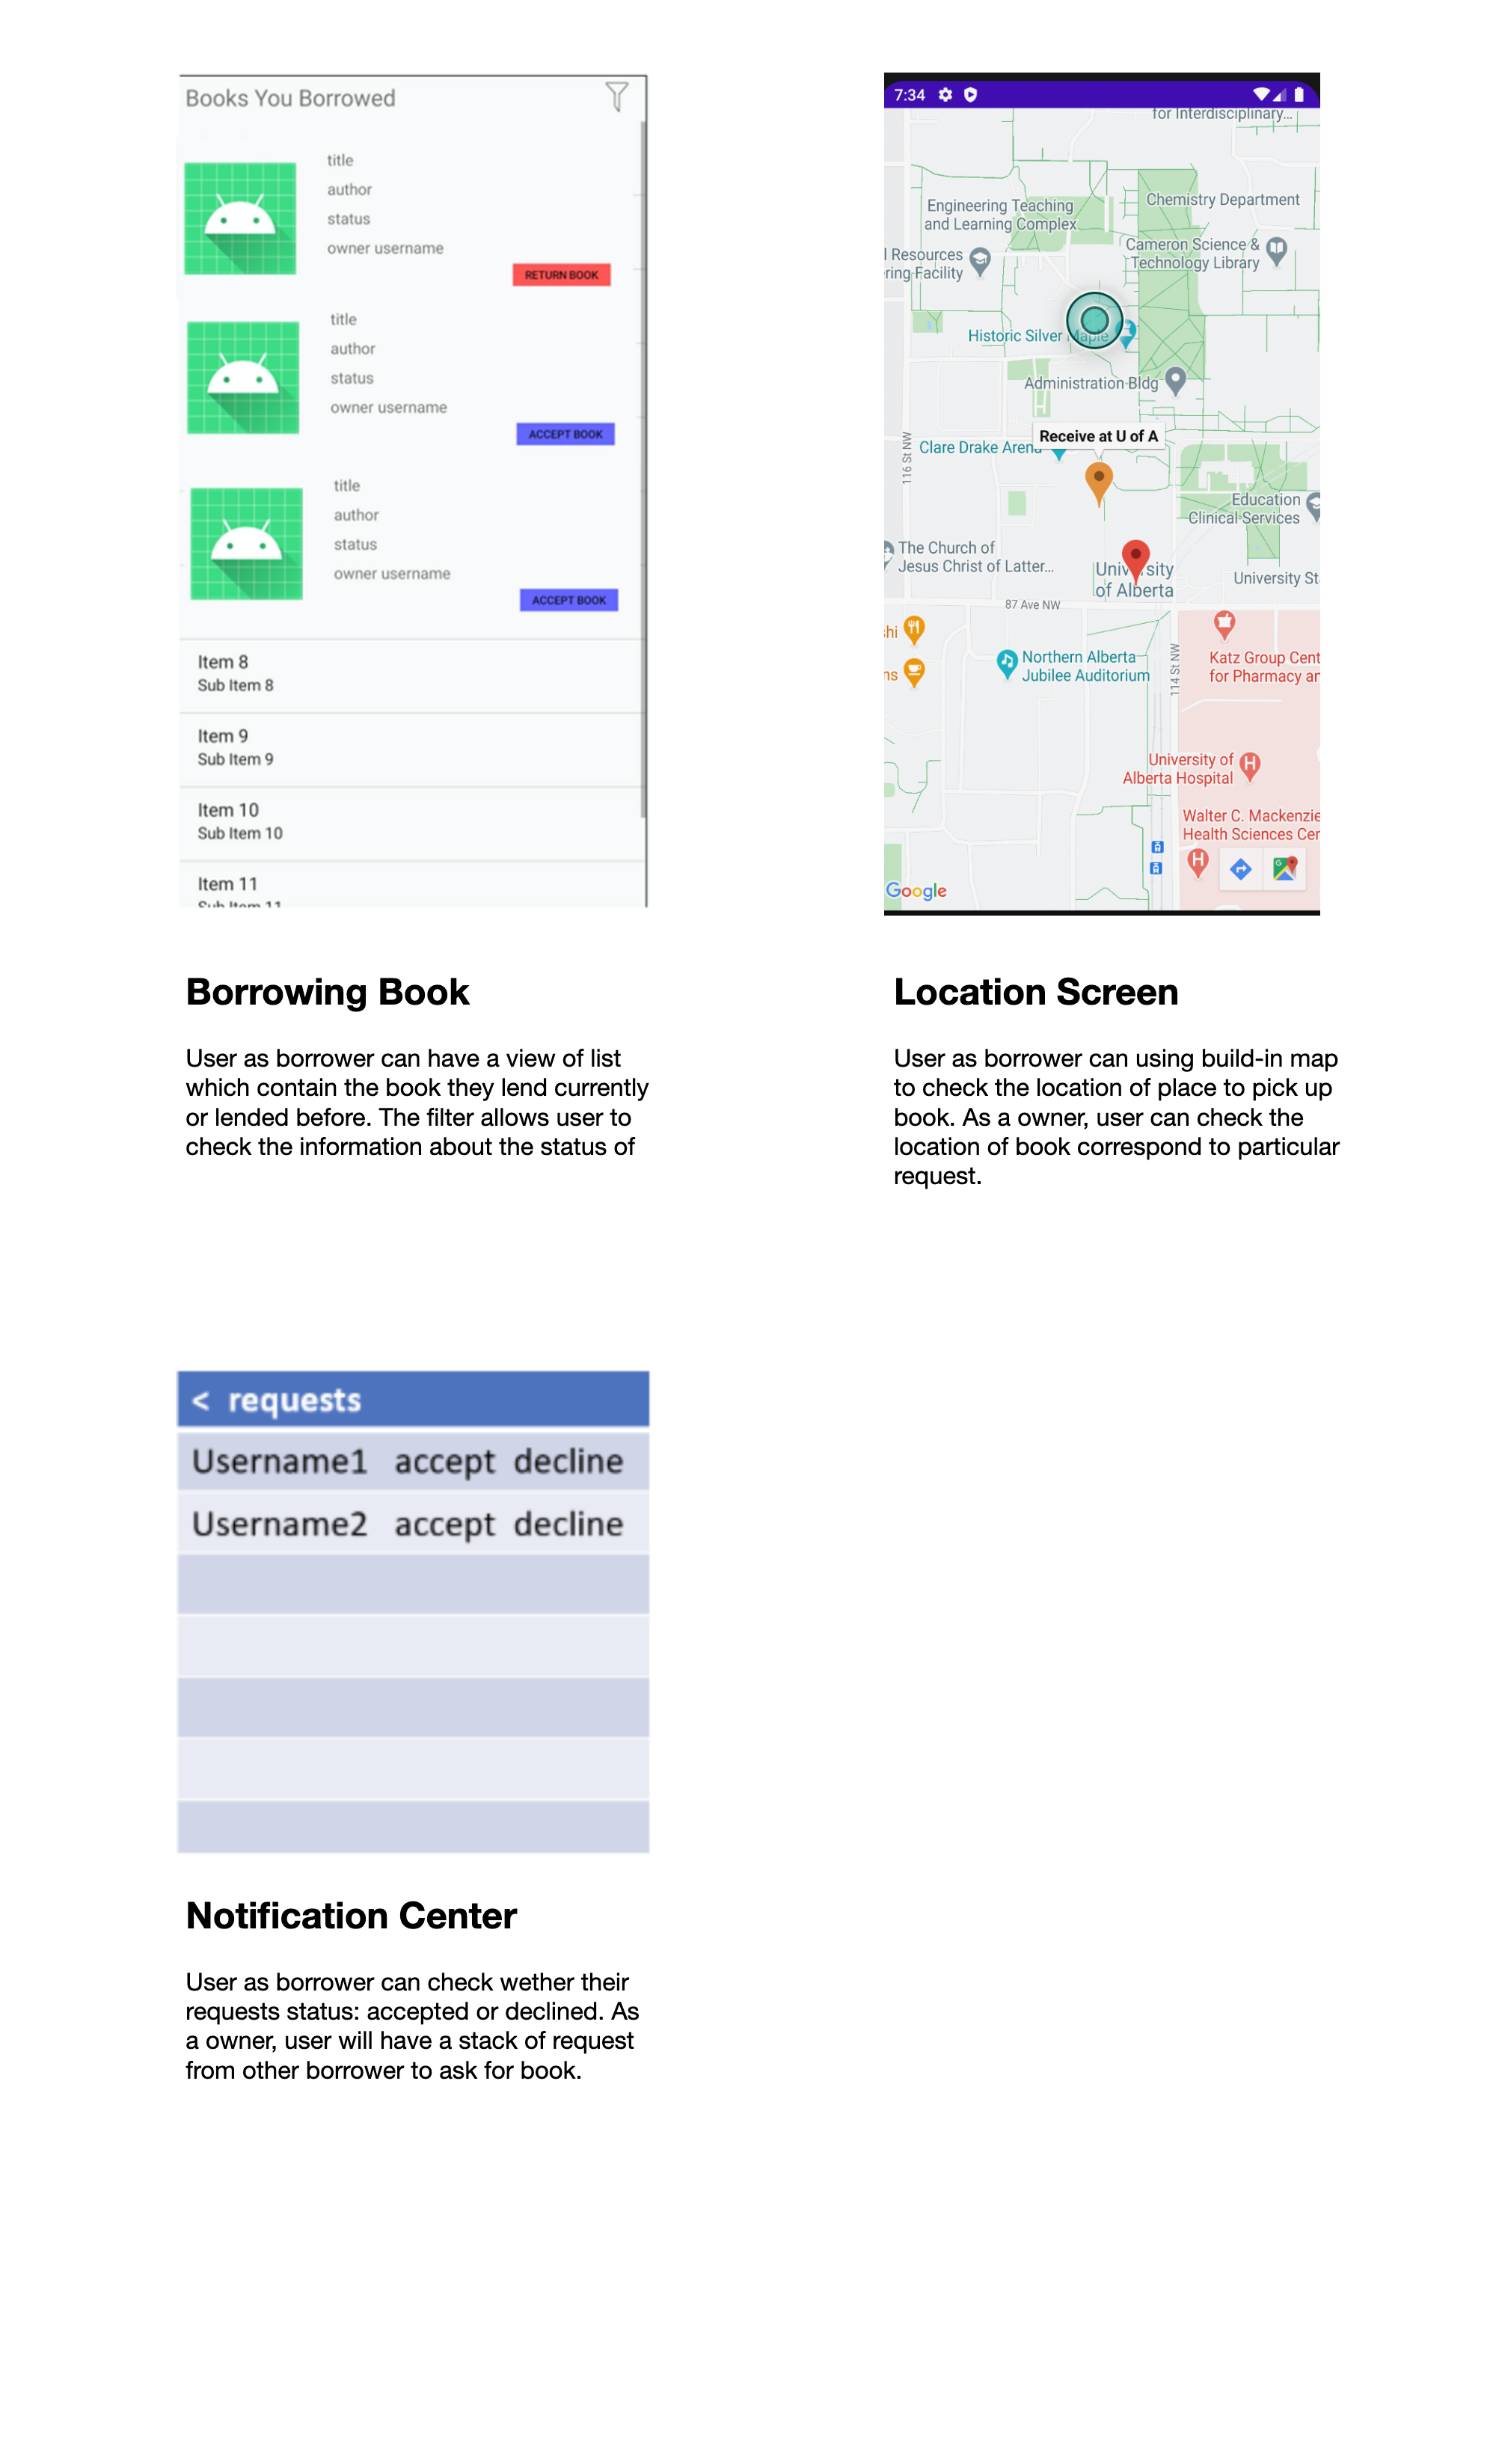 Books You Borrowed
title
author
status
owner username
RETURN BOOK
title
author
status
owner username
ACCEPT BOOK
title
author
status
owner username
ACCEPT BOOK
Item 8
Sub Item 8
Item 9
Sub Item 9
Item 10
Sub Item 10
Item 11
Sub Item 11
7:34
for Interdisciplinary...
Engineering Teaching
and Learning Complex
Chemistry Department
Cameron Science &
Technology Library
l Resources
ring Facility
Historic Silver Maple
Administration Bldg
Receive at U of A
Clare Drake Arena
116 St NW
Education
Clinical Services
The Church of
Jesus Christ of Latter...
University
of Alberta
University St
87 Ave NW
shi
Northern Alberta
Jubilee Auditorium
ns
114 St NW
Katz Group Cent
for Pharmacy an
University of
Alberta Hospital
Walter C. Mackenzie
Health Sciences Cer
Google
Borrowing Book
User as borrower can have a view of list
which contain the book they lend currently
or lended before. The filter allows user to
check the information about the status of
Location Screen
User as borrower can using build-in map
to check the location of place to pick up
book. As a owner, user can check the
location of book correspond to particular
request.
< requests
Username1 accept decline
Username2 accept decline
Notification Center
User as borrower can check wether their
requests status: accepted or declined. As
a owner, user will have a stack of request
from other borrower to ask for book.